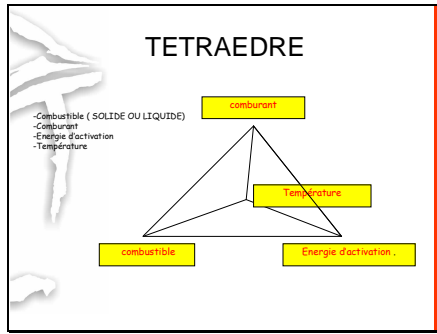 TETRAEDRE
-Combustible ( SOLIDE OU LIQUIDE)
-Comburant
-Energie d'activation
-Température
comburant
Température
combustible
Energie d'activation .